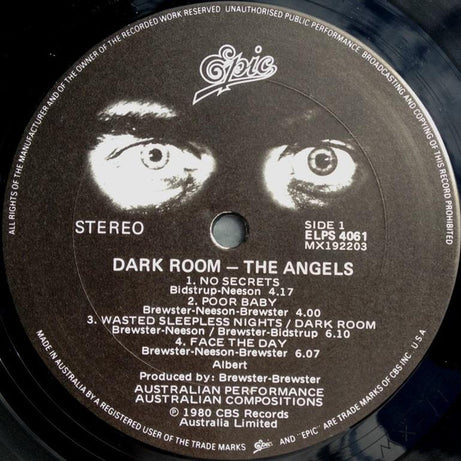 ALL RIGHTS OF THE MANUFACTURER AND OF THE OWNER OF THE RECORDED WORK RESERVED UNAUTHORISED PUBLIC PERFORMANCE, BROADCASTING AND COPYING OF THIS RECORD PROHIBITED
Epic
STEREO
SIDE 1
ELPS 4061
MX192203
DARK ROOM – THE ANGELS
1. NO SECRETS
Bidstrup-Neeson 4.17
2. POOR BABY
Brewster-Neeson-Brewster 4.00
3. WASTED SLEEPLESS NIGHTS / DARK ROOM
Brewster-Neeson / Brewster-Bidstrup 6.10
4. FACE THE DAY
Brewster-Neeson-Brewster 6.07
Albert
Produced by: Brewster-Brewster
AUSTRALIAN PERFORMANCE
AUSTRALIAN COMPOSITIONS
℗ 1980 CBS Records
Australia Limited
MADE IN AUSTRALIA BY A REGISTERED USER OF THE TRADE MARKS Epic AND "EPIC" ARE TRADE MARKS OF CBS INC U.S.A